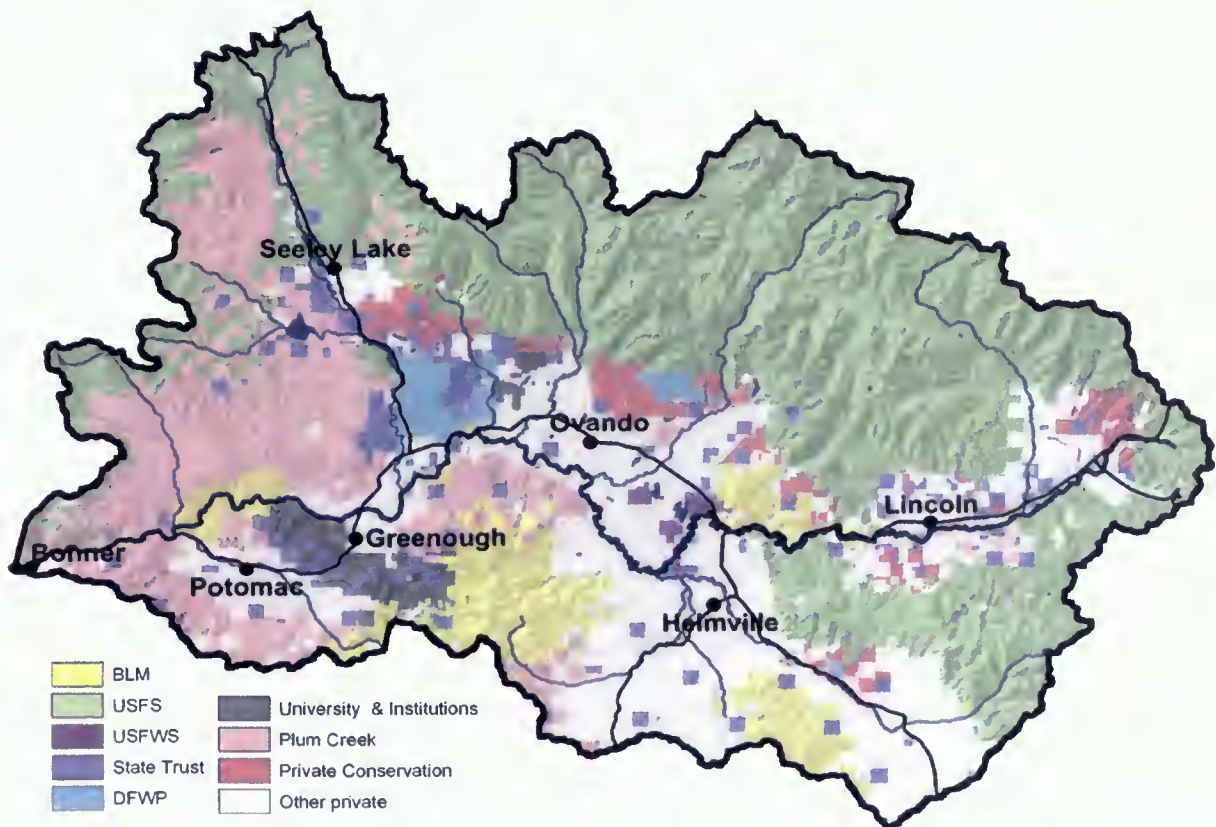 Seeley Lake
Ovando
Lincoln
Greenough
Bonner
Potomac
Helmville
BLM
USFS
USFWS
State Trust
DFWP
University & Institutions
Plum Creek
Private Conservation
Other private